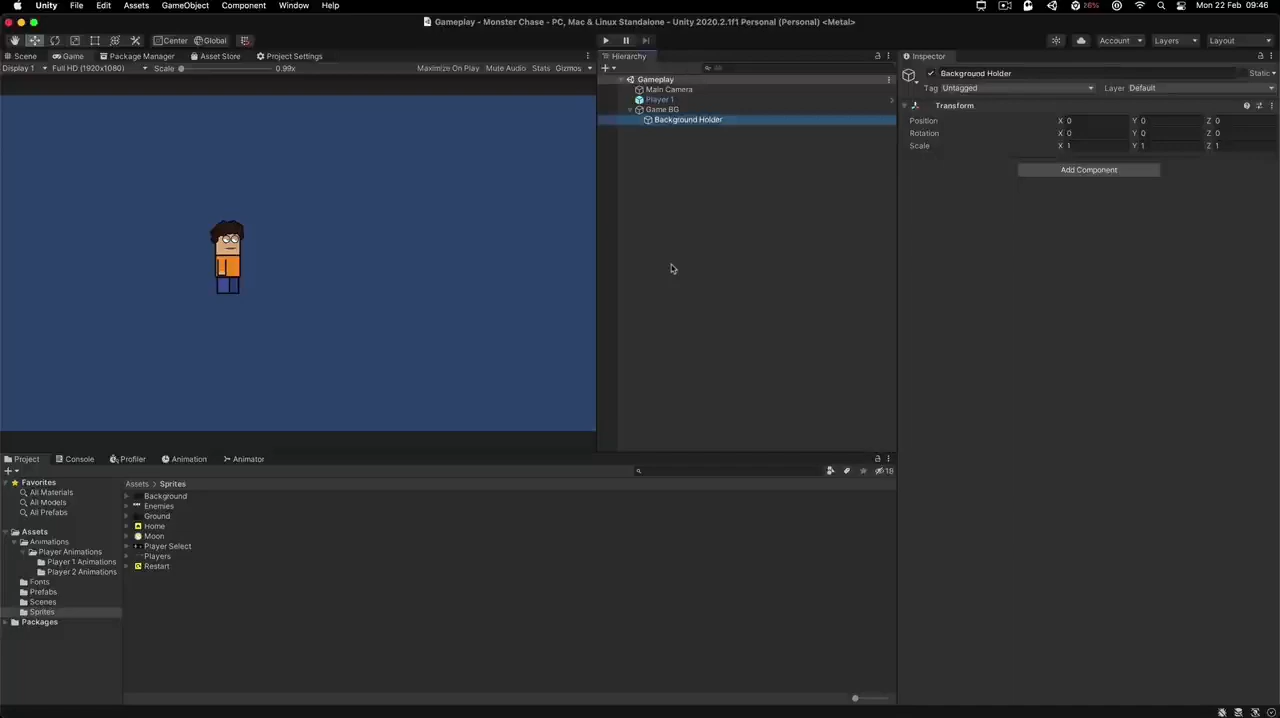 Unity File Edit Assets GameObject Component Window Help 26% Mon 22 Feb 09:46
Gameplay - Monster Chase - PC, Mac & Linux Standalone - Unity 2020.2.1f1 Personal (Personal) <Metal>
Center Global Account Layers Layout
Scene Game Package Manager Asset Store Project Settings Hierarchy Inspector
Display 1 Full HD (1920x1080) Scale 0.99x Maximize On Play Mute Audio Stats Gizmos
+ All
Gameplay
Main Camera
Player 1
Game BG
Background Holder
Background Holder Static
Tag Untagged Layer Default
Transform
Position X 0 Y 0 Z 0
Rotation X 0 Y 0 Z 0
Scale X 1 Y 1 Z 1
Add Component
Project Console Profiler Animation Animator
+ 18
Favorites
All Materials
All Models
All Prefabs
Assets
Animations
Player Animations
Player 1 Animations
Player 2 Animations
Fonts
Prefabs
Scenes
Sprites
Packages
Assets > Sprites
Background
Enemies
Ground
Home
Moon
Player Select
Players
Restart